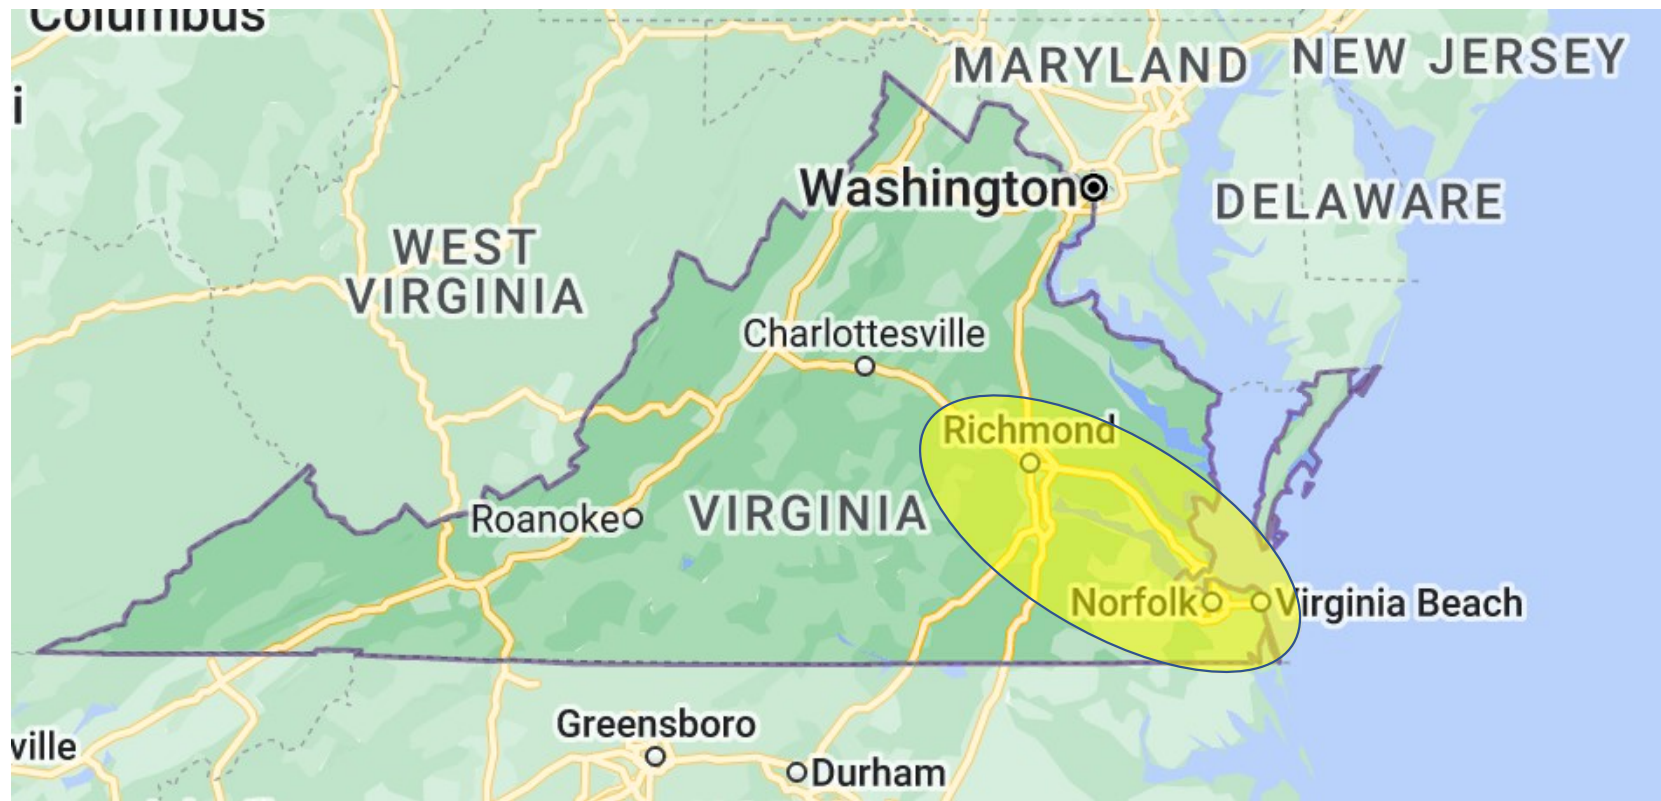 Columbus
MARYLAND
NEW JERSEY
i
Washington
DELAWARE
WEST
VIRGINIA
Charlottesville
Richmond
Roanoke
VIRGINIA
Norfolk
Virginia Beach
Greensboro
ville
Durham